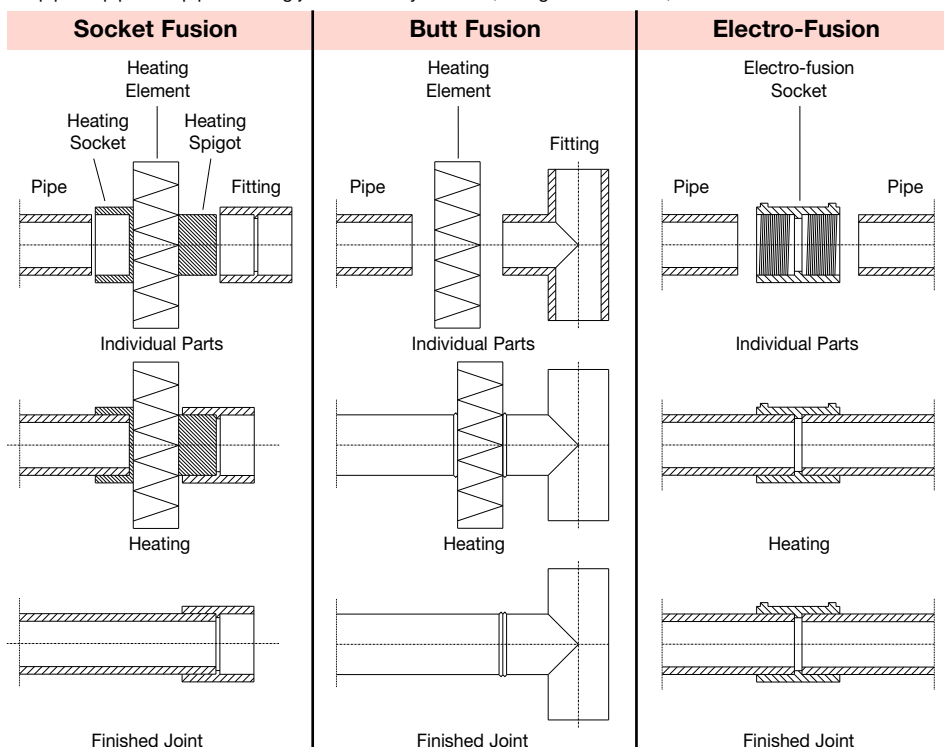 Socket Fusion
Heating
Element
Heating
Socket
Heating
Spigot
Pipe
Fitting
Individual Parts
Heating
Finished Joint
Butt Fusion
Heating
Element
Fitting
Pipe
Individual Parts
Heating
Finished Joint
Electro-Fusion
Electro-fusion
Socket
Pipe
Pipe
Individual Parts
Heating
Finished Joint